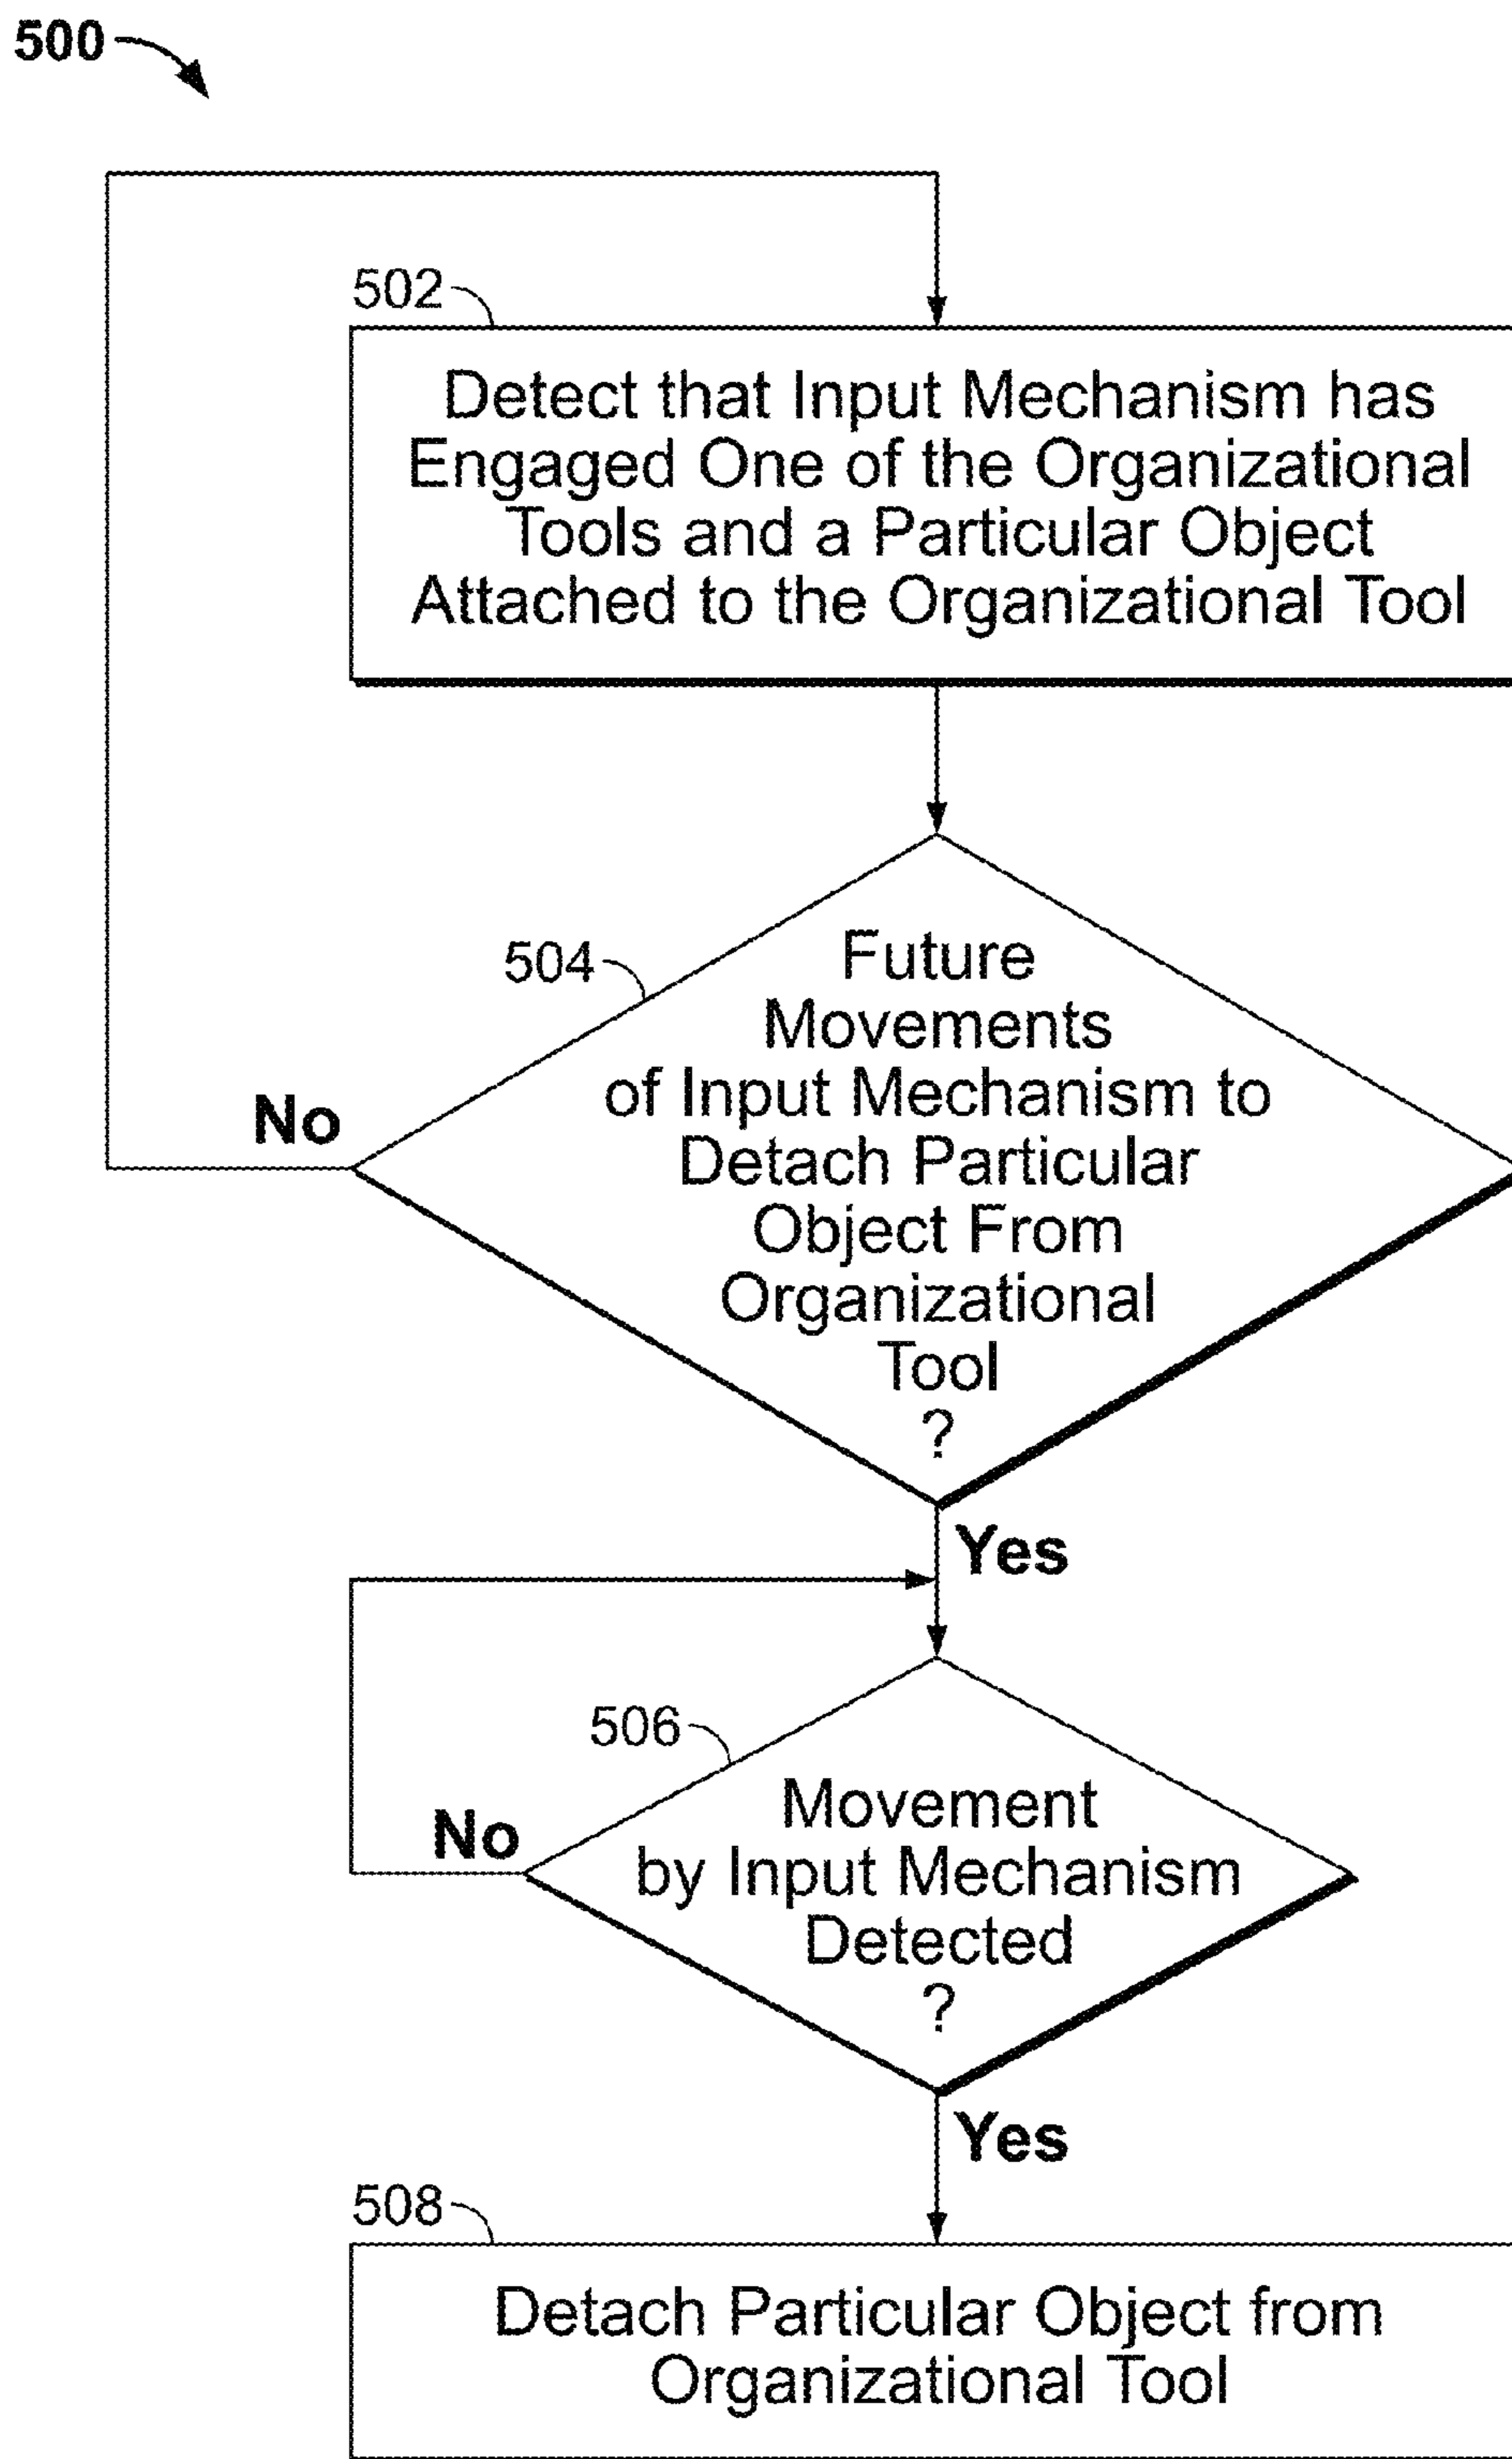 500
502
Detect that Input Mechanism has
Engaged One of the Organizational
Tools and a Particular Object
Attached to the Organizational Tool
504
Future
Movements
of Input Mechanism to
Detach Particular
Object From
Organizational
Tool
?
No
Yes
506
Movement
by Input Mechanism
Detected
?
No
Yes
508
Detach Particular Object from
Organizational Tool